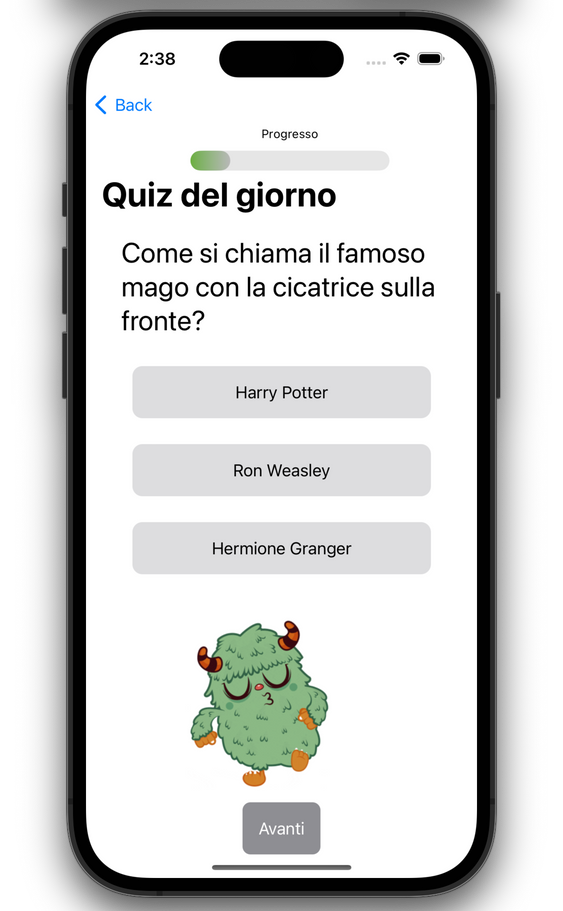 2:38
Back
Progresso
Quiz del giorno
Come si chiama il famoso
mago con la cicatrice sulla
fronte?
Harry Potter
Ron Weasley
Hermione Granger
Avanti